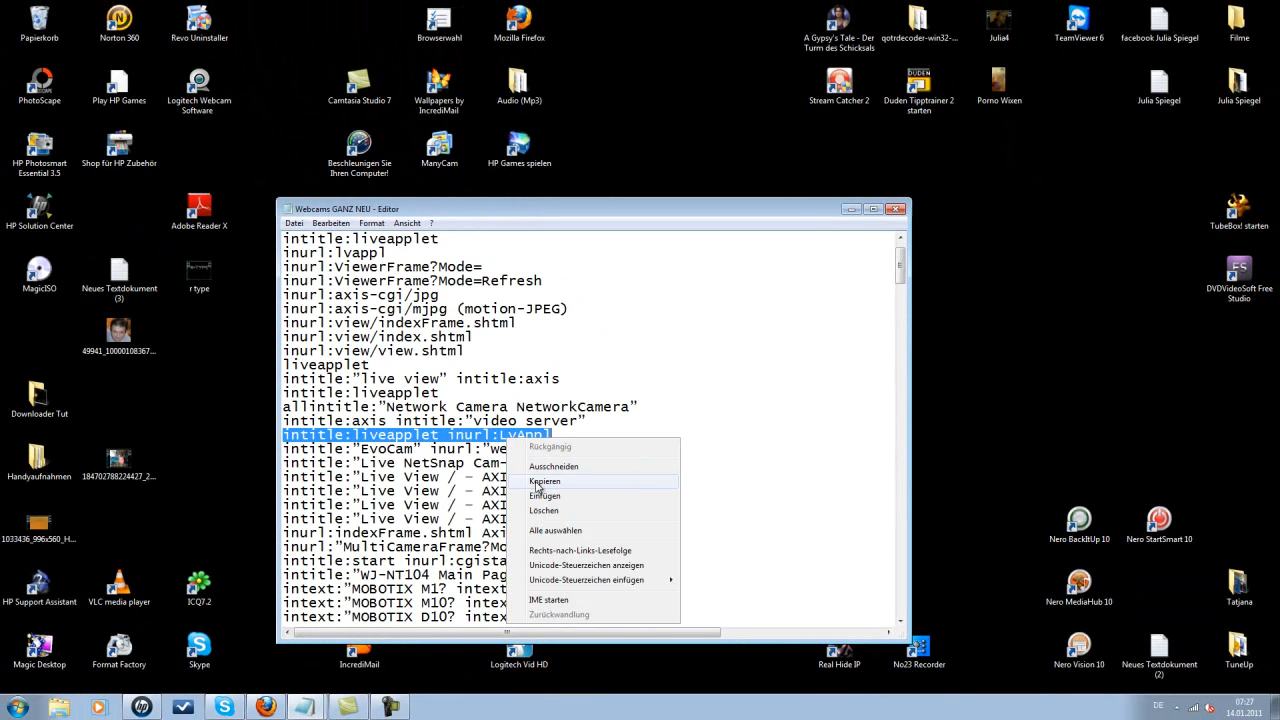 Papierkorb
Norton 360
Revo Uninstaller
Browserwahl
Mozilla Firefox
A Gypsy's Tale - Der
Turm des Schicksals
qotrdecoder-win32-...
Julia4
TeamViewer 6
facebook Julia Spiegel
Filme
PhotoScape
Play HP Games
Logitech Webcam
Software
Camtasia Studio 7
Wallpapers by
IncrediMail
Audio (Mp3)
Stream Catcher 2
DUDEN
Duden Tipptrainer 2
starten
Porno Wixen
Julia Spiegel
Julia Spiegel
HP Photosmart
Essential 3.5
Shop für HP Zubehör
Beschleunigen Sie
Ihren Computer!
ManyCam
HP Games spielen
HP Solution Center
Adobe Reader X
TubeBox! starten
MagicISO
Neues Textdokument
(3)
r type
ES
DVDVideoSoft Free
Studio
49941_10000108367...
Downloader Tut
Handyaufnahmen
184702788224427_2...
1033436_996x560_H...
Nero BackItUp 10
Nero StartSmart 10
HP Support Assistant
VLC media player
ICQ7.2
Nero MediaHub 10
Tatjana
Magic Desktop
Format Factory
Skype
IncrediMail
Logitech Vid HD
Real Hide IP
No23 Recorder
Nero Vision 10
Neues Textdokument
(2)
TuneUp
Webcams GANZ NEU - Editor
Datei Bearbeiten Format Ansicht ?
intitle:liveapplet
inurl:lvappl
inurl:ViewerFrame?Mode=
inurl:ViewerFrame?Mode=Refresh
inurl:axis-cgi/jpg
inurl:axis-cgi/mjpg (motion-JPEG)
inurl:view/indexFrame.shtml
inurl:view/index.shtml
inurl:view/view.shtml
liveapplet
intitle:”live view” intitle:axis
intitle:liveapplet
allintitle:”Network Camera NetworkCamera”
intitle:axis intitle:”video server”
intitle:liveapplet inurl:LvAppl
intitle:”EvoCam” inurl:”we
intitle:”Live NetSnap Cam-
intitle:”Live View / - AXI
intitle:”Live View / - AXI
intitle:”Live View / - AXI
intitle:”Live View / - AXI
inurl:indexFrame.shtml Axi
inurl:”MultiCameraFrame?Mo
intitle:start inurl:cgista
intitle:”WJ-NT104 Main Pag
intext:”MOBOTIX M1? intext
intext:”MOBOTIX M10? intex
intext:”MOBOTIX D10? intex
Rückgängig
Ausschneiden
Kopieren
Einfügen
Löschen
Alle auswählen
Rechts-nach-Links-Lesefolge
Unicode-Steuerzeichen anzeigen
Unicode-Steuerzeichen einfügen
IME starten
Zurückwandlung
DE
07:27
14.01.2011